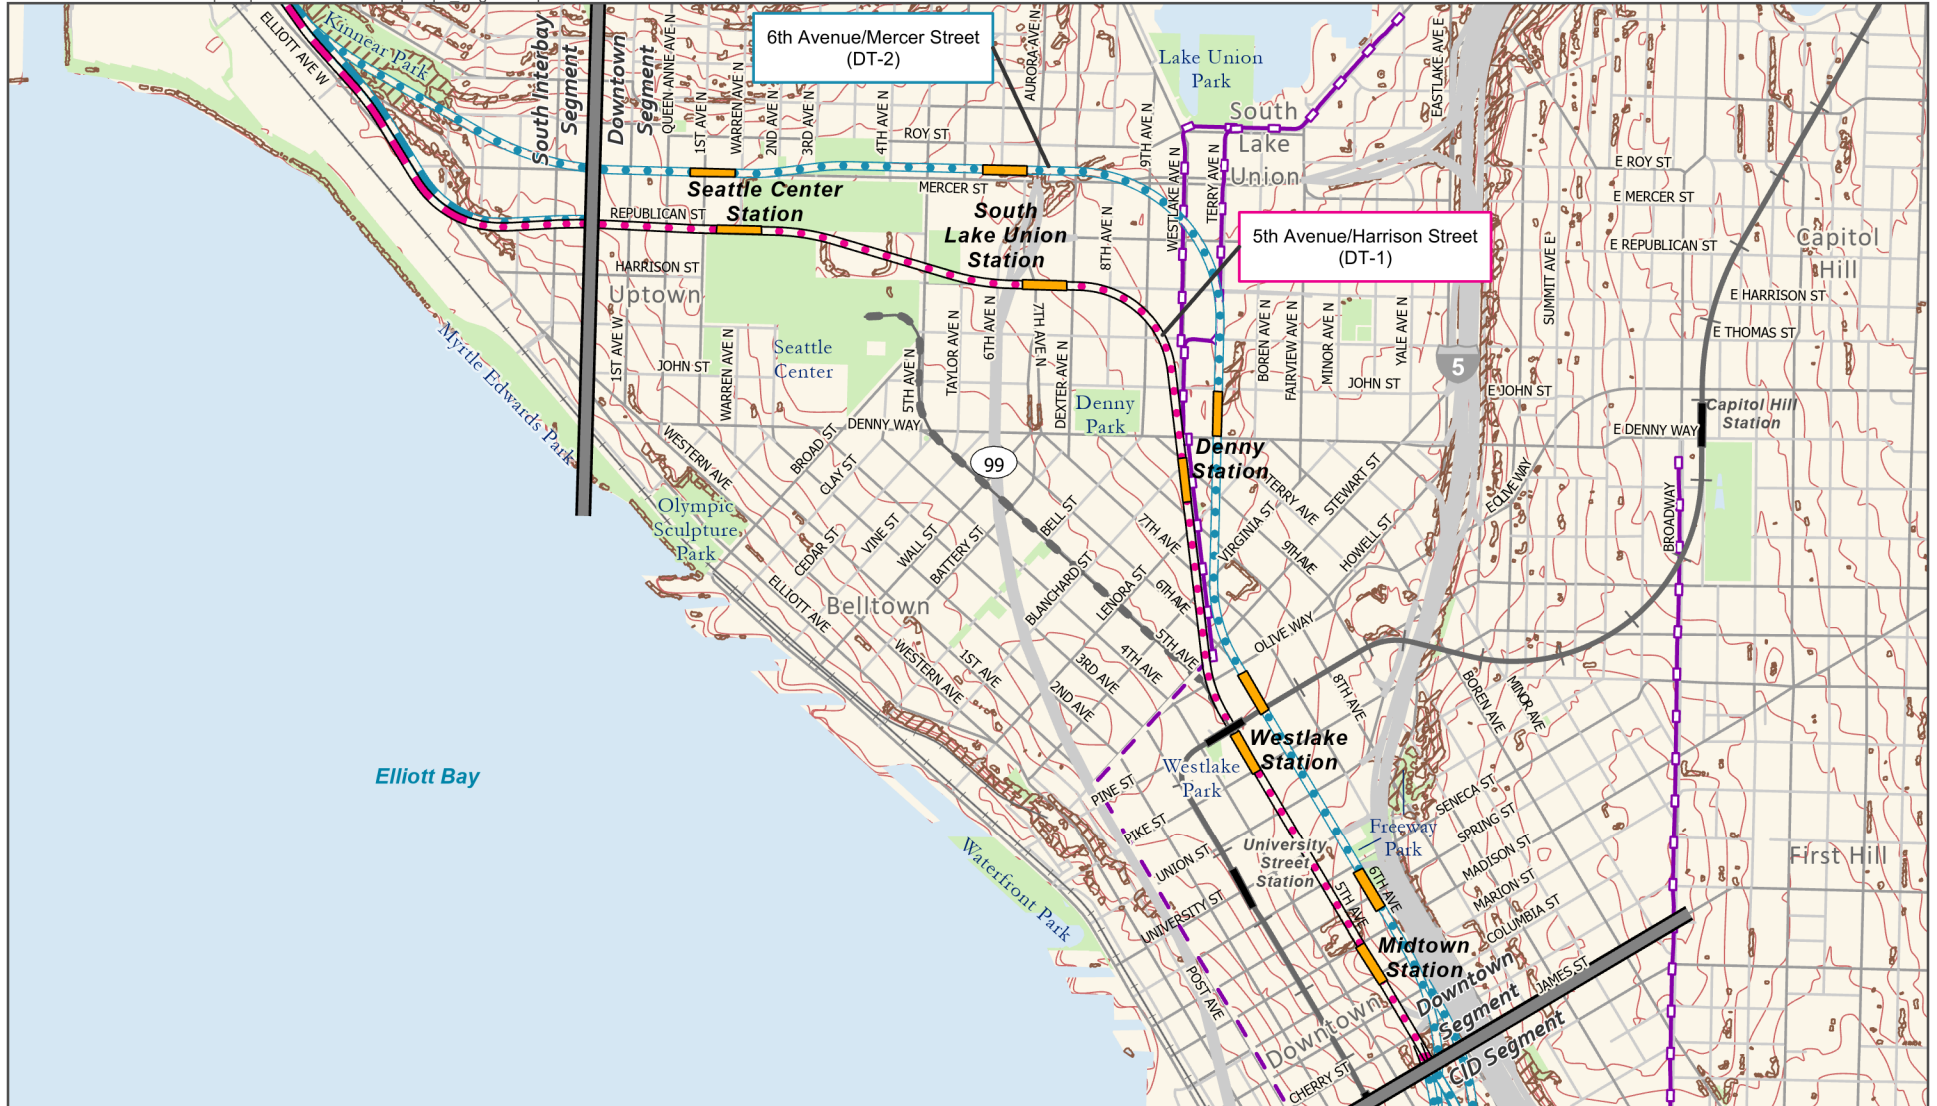 Kinnear Park
ELLIOTT AVE W
South Interbay
Segment
Downtown
Segment
QUEEN ANNE AVE N
1ST AVE N
WARREN AVE N
2ND AVE N
3RD AVE N
4TH AVE N
6th Avenue/Mercer Street
(DT-2)
AURORA AVE N
ROY ST
MERCER ST
9TH AVE N
Lake Union
Park
South
Lake
Union
EASTLAKE AVE E
WESTLAKE AVE N
TERRY AVE N
E ROY ST
E MERCER ST
E REPUBLICAN ST
SUMMIT AVE E
Capitol
Hill
E HARRISON ST
E THOMAS ST
Seattle Center
Station
South
Lake Union
Station
8TH AVE N
5th Avenue/Harrison Street
(DT-1)
REPUBLICAN ST
HARRISON ST
Uptown
1ST AVE W
JOHN ST
WARREN AVE N
Seattle
Center
5TH AVE N
TAYLOR AVE N
6TH AVE N
7TH AVE N
DEXTER AVE N
Denny
Park
BOREN AVE N
FAIRVIEW AVE N
MINOR AVE N
YALE AVE N
JOHN ST
5
E JOHN ST
E DENNY WAY
Capitol Hill
Station
Myrtle Edwards Park
DENNY WAY
99
Denny
Station
WESTERN AVE
BROAD ST
CLAY ST
Olympic
Sculpture
Park
CEDAR ST
VINE ST
WALL ST
BATTERY ST
BELL ST
7TH AVE
TERRY AVE
STEWART ST
VIRGINIA ST
9TH AVE
HOWELL ST
E OLIVE WAY
BROADWAY
ELLIOTT AVE
Belltown
BLANCHARD ST
LENORA ST
6TH AVE
5TH AVE
4TH AVE
3RD AVE
2ND AVE
1ST AVE
WESTERN AVE
OLIVE WAY
8TH AVE
BOREN AVE
MINOR AVE
Elliott Bay
Westlake
Station
Westlake
Park
PINE ST
PIKE ST
UNION ST
UNIVERSITY ST
University
Street
Station
Freeway
Park
SENECA ST
SPRING ST
MADISON ST
MARION ST
COLUMBIA ST
First Hill
6TH AVE
5TH AVE
Waterfront Park
POST AVE
Midtown
Station
Downtown
Segment
JAMES ST
CID Segment
Downtown
CHERRY ST